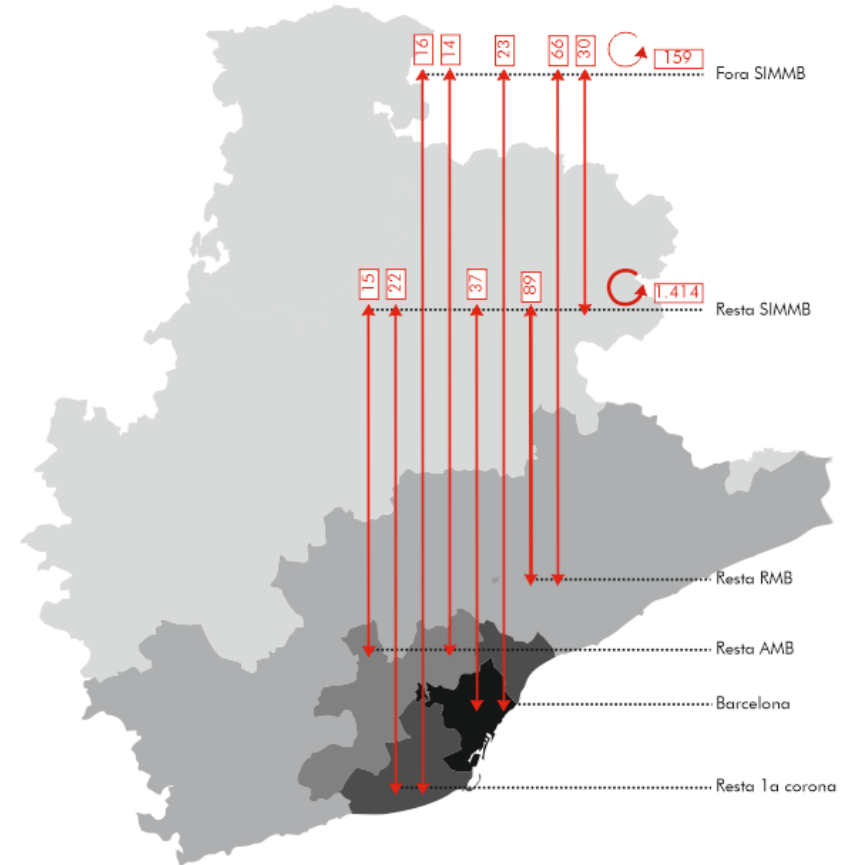 16
14
23
66
30
159
Fora SIMMB
15
22
37
89
1.414
Resta SIMMB
Resta RMB
Resta AMB
Barcelona
Resta 1a corona